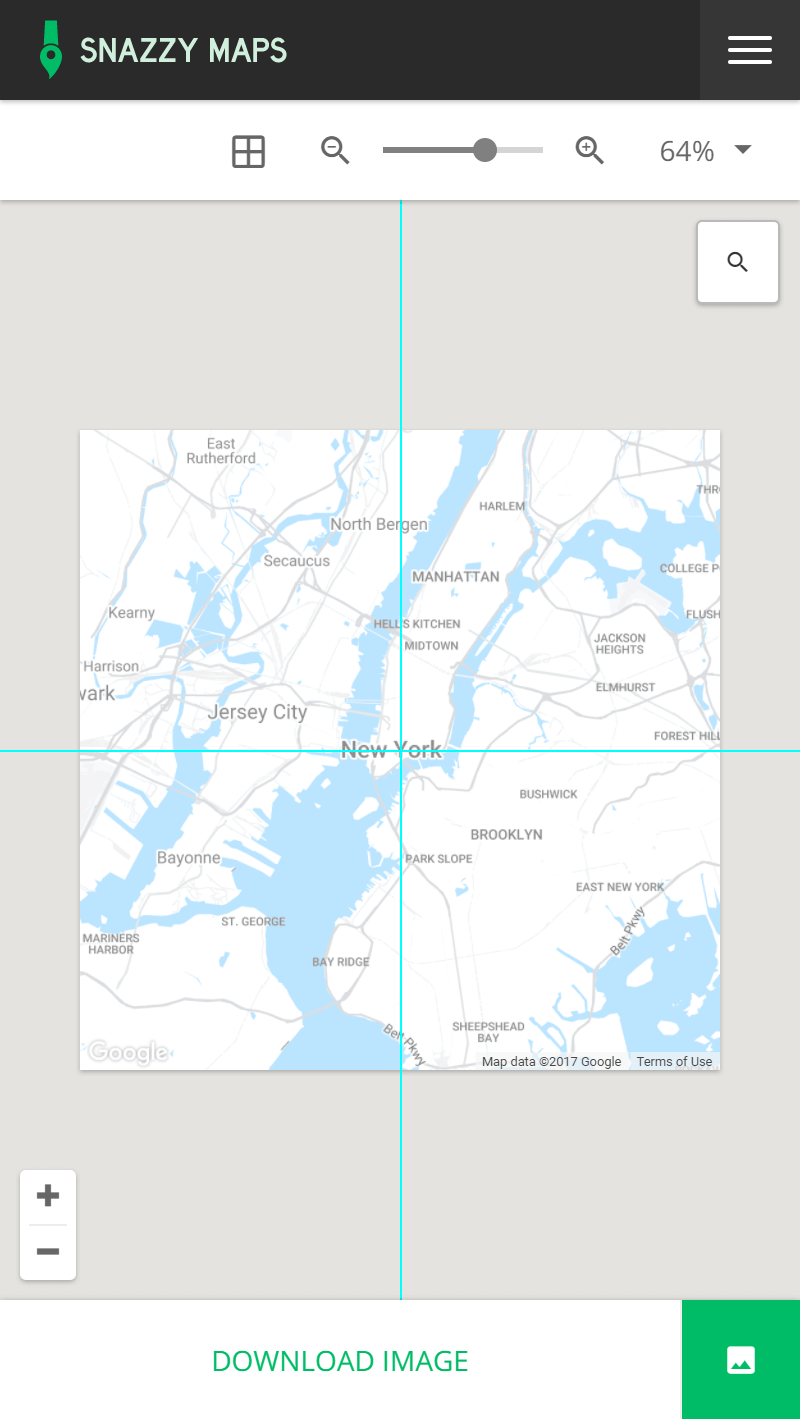 SNAZZY MAPS
64%
East
Rutherford
HARLEM
THR
North Bergen
Secaucus
COLLEGE P
MANHATTAN
Kearny
FLUSH
HELL'S KITCHEN
JACKSON
HEIGHTS
MIDTOWN
Harrison
ELMHURST
wark
Jersey City
FOREST HILL
New York
BUSHWICK
BROOKLYN
Bayonne
PARK SLOPE
EAST NEW YORK
ST. GEORGE
Belt Pkwy
MARINERS
HARBOR
BAY RIDGE
SHEEPSHEAD
BAY
Belt Pkwy
Google
Map data ©2017 Google Terms of Use
DOWNLOAD IMAGE